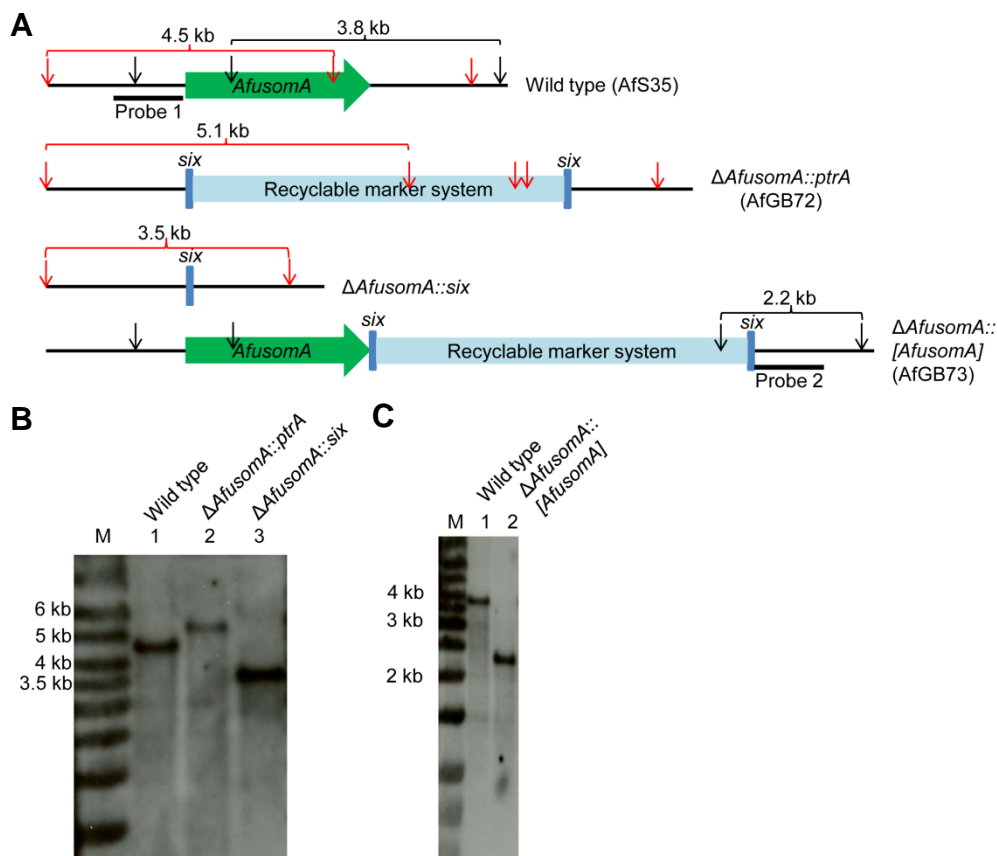 A
4.5 kb
3.8 kb
AfusomA
Wild type (AfS35)
Probe 1
5.1 kb
six
six
Recyclable marker system
ΔAfusomA::ptrA
(AfGB72)
3.5 kb
six
ΔAfusomA::six
2.2 kb
six
six
AfusomA
Recyclable marker system
ΔAfusomA::
[AfusomA]
(AfGB73)
Probe 2
B
Wild type
ΔAfusomA::ptrA
ΔAfusomA::six
M 1 2 3
6 kb
5 kb
4 kb
3.5 kb
C
Wild type
ΔAfusomA::
[AfusomA]
M 1 2
4 kb
3 kb
2 kb